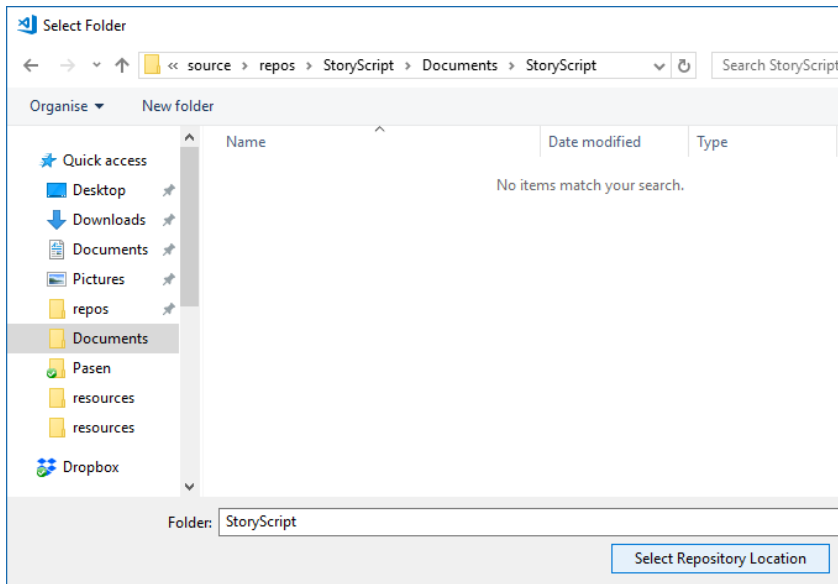 Select Folder
« source › repos › StoryScript › Documents › StoryScript
Search StoryScript
Organise
New folder
Name
Date modified
Type
No items match your search.
Quick access
Desktop
Downloads
Documents
Pictures
repos
Documents
Pasen
resources
resources
Dropbox
Folder: StoryScript
Select Repository Location